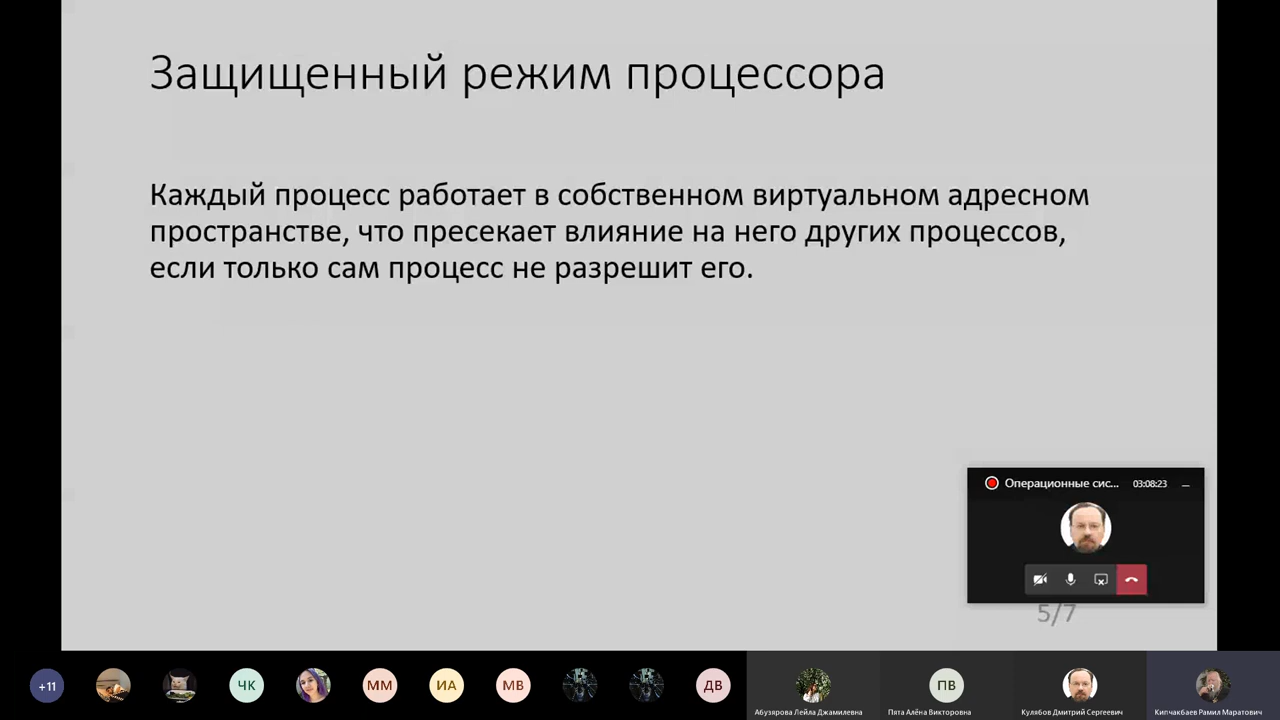 Защищенный режим процессора
Каждый процесс работает в собственном виртуальном адресном
пространстве, что пресекает влияние на него других процессов,
если только сам процесс не разрешит его.
Операционные сис... 03:08:23
5/7
+11 ЧК ММ ИА МВ ДВ ПВ
Абузярова Лейла Джамилевна Пята Алёна Викторовна Кулябов Дмитрий Сергеевич Кипчакбаев Рамил Маратович